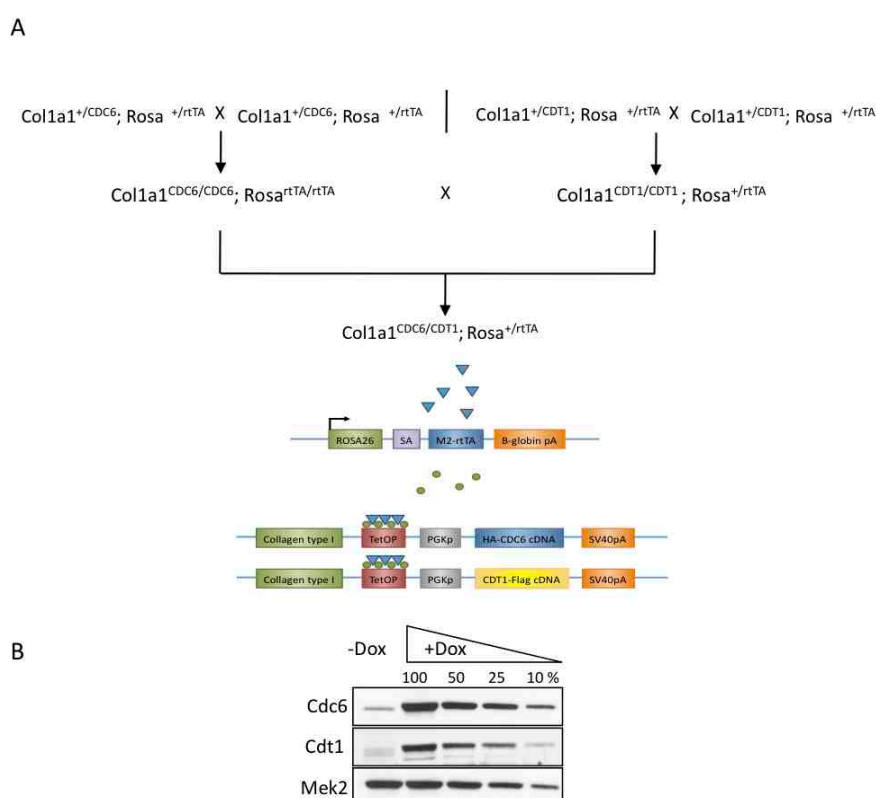 A
Col1a1+/CDC6; Rosa +/rtTA X Col1a1+/CDC6; Rosa +/rtTA | Col1a1+/CDT1; Rosa +/rtTA X Col1a1+/CDT1; Rosa +/rtTA
Col1a1CDC6/CDC6; RosartTA/rtTA X Col1a1CDT1/CDT1 ; Rosa+/rtTA
Col1a1CDC6/CDT1; Rosa+/rtTA
ROSA26 SA M2-rtTA B-globin pA
Collagen type I TetOP PGKp HA-CDC6 cDNA SV40pA
Collagen type I TetOP PGKp CDT1-Flag cDNA SV40pA
B
-Dox +Dox
100 50 25 10 %
Cdc6
Cdt1
Mek2